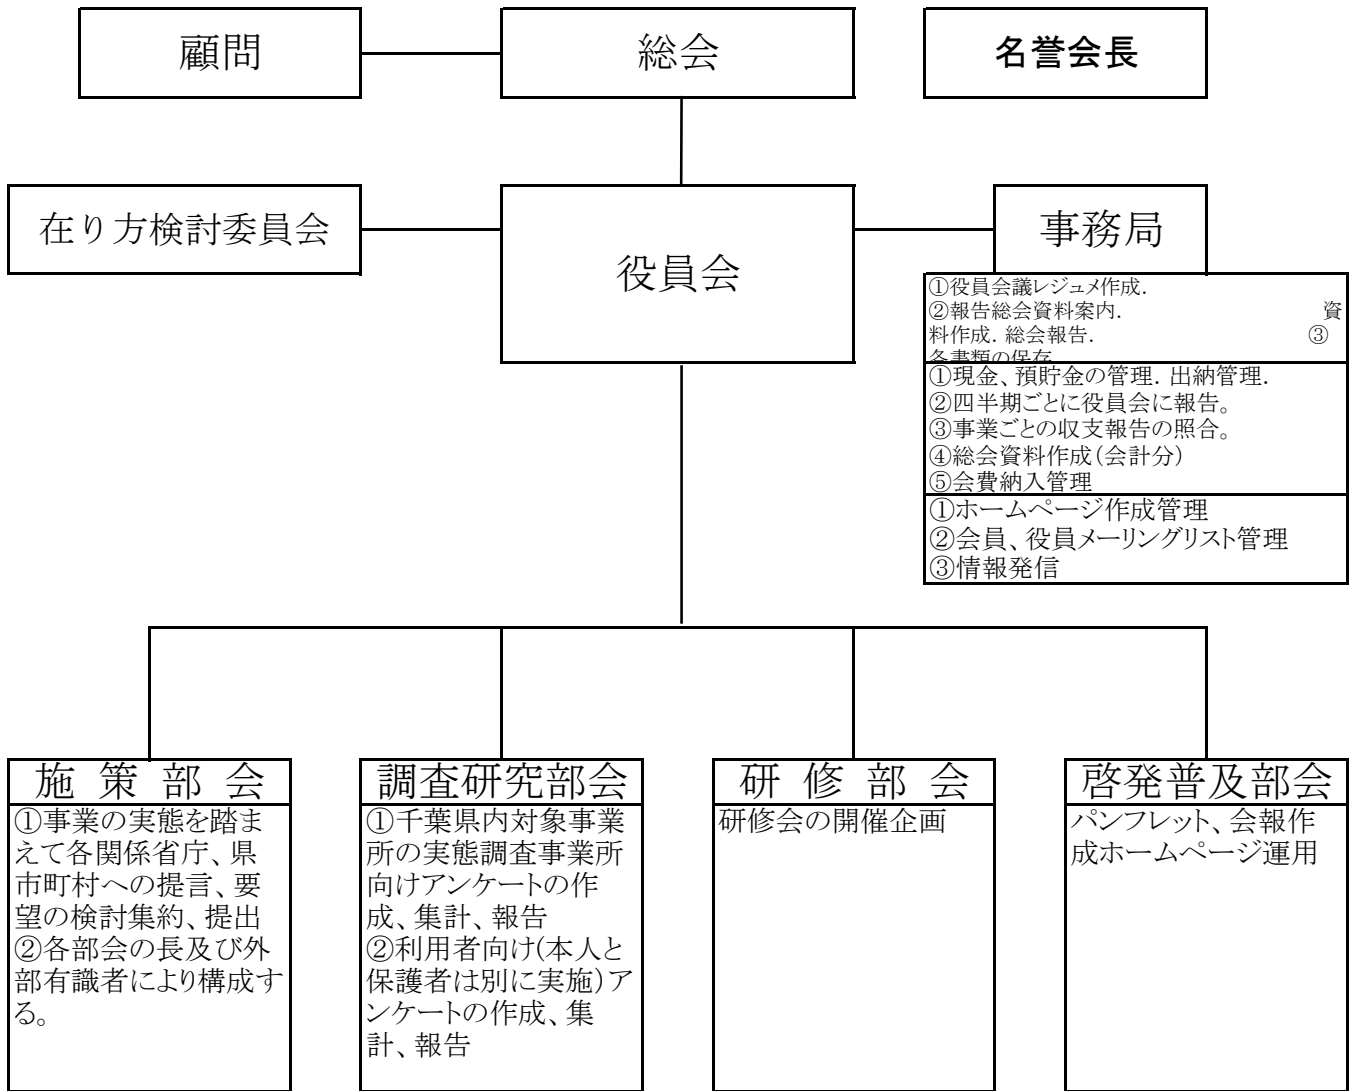 顧問
総会
名誉会長
在り方検討委員会
役員会
事務局
①役員会議レジュメ作成.
②報告総会資料案内. 資
料作成. 総会報告. ③
各書類の保存
①現金、預貯金の管理. 出納管理.
②四半期ごとに役員会に報告。
③事業ごとの収支報告の照合。
④総会資料作成(会計分)
⑤会費納入管理
①ホームページ作成管理
②会員、役員メーリングリスト管理
③情報発信
施 策 部 会
①事業の実態を踏ま
えて各関係省庁、県
市町村への提言、要
望の検討集約、提出
②各部会の長及び外
部有識者により構成す
る。
調査研究部会
①千葉県内対象事業
所の実態調査事業所
向けアンケートの作
成、集計、報告
②利用者向け(本人と
保護者は別に実施)ア
ンケートの作成、集
計、報告
研 修 部 会
研修会の開催企画
啓発普及部会
パンフレット、会報作
成ホームページ運用